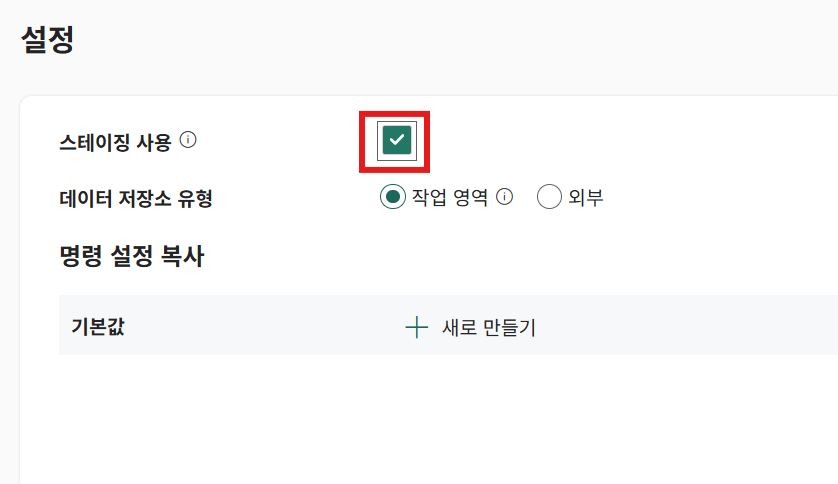 설정
스테이징 사용
데이터 저장소 유형 작업 영역 외부
명령 설정 복사
기본값 새로 만들기